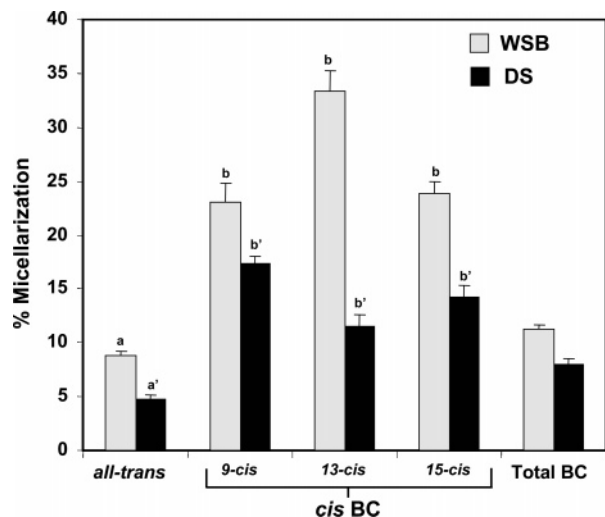 40
35
30
25
20
15
10
5
0
% Micellarization
WSB
DS
a
a’
b
b’
b
b’
b
b’
all-trans 9-cis 13-cis 15-cis Total BC
cis BC